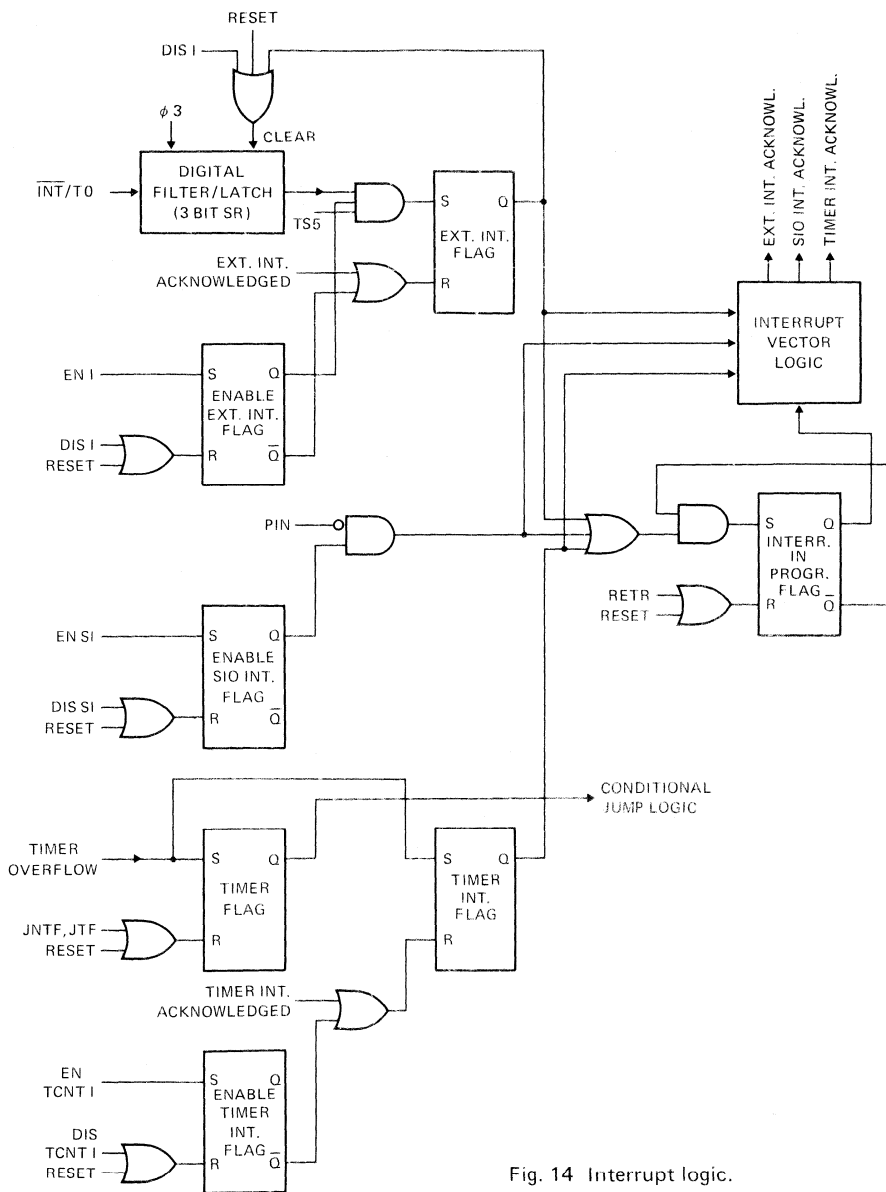 RESET
DIS I
φ3
CLEAR
INT/T0
DIGITAL
FILTER/LATCH
(3 BIT SR)
TS5
S
Q
EXT. INT.
FLAG
R
EXT. INT.
ACKNOWLEDGED
EXT. INT. ACKNOWL.
SIO INT. ACKNOWL.
TIMER INT. ACKNOWL.
INTERRUPT
VECTOR
LOGIC
EN I
S
Q
ENABLE
EXT. INT.
FLAG
R
Q̅
DIS I
RESET
PIN
S
Q
INTERR.
IN
PROGR.
FLAG
R
Q̅
RETR
RESET
EN SI
S
Q
ENABLE
SIO INT.
FLAG
R
Q̅
DIS SI
RESET
CONDITIONAL
JUMP LOGIC
TIMER
OVERFLOW
S
Q
TIMER
FLAG
R
JNTF, JTF
RESET
S
Q
TIMER
INT.
FLAG
R
TIMER INT.
ACKNOWLEDGED
EN
TCNT I
S
Q
ENABLE
TIMER
INT.
FLAG
R
Q̅
DIS
TCNT I
RESET
Fig. 14 Interrupt logic.